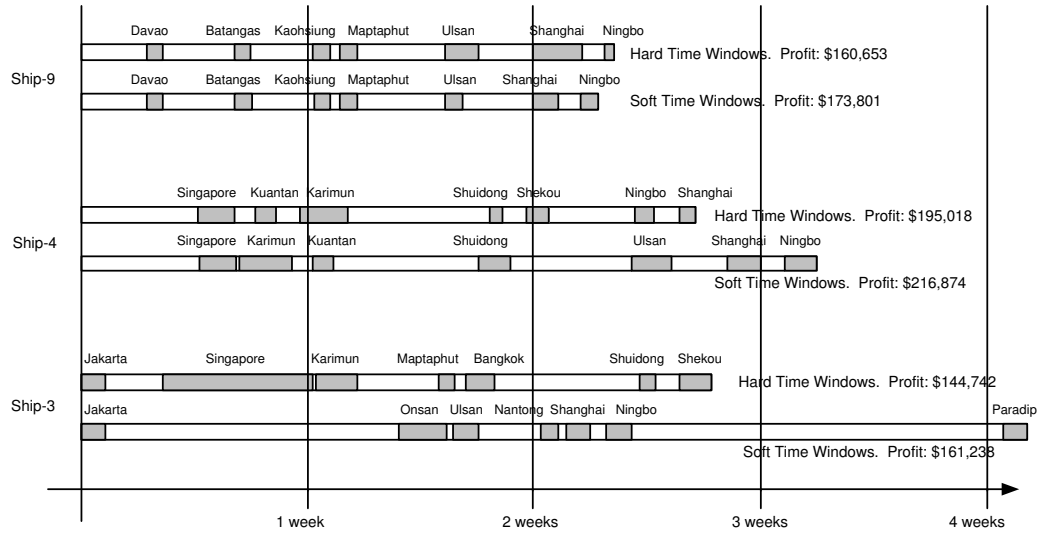 Davao Batangas Kaohsiung Maptaphut Ulsan Shanghai Ningbo
Hard Time Windows. Profit: $160,653
Ship-9
Davao Batangas Kaohsiung Maptaphut Ulsan Shanghai Ningbo
Soft Time Windows. Profit: $173,801
Singapore Kuantan Karimun Shuidong Shekou Ningbo Shanghai
Hard Time Windows. Profit: $195,018
Ship-4
Singapore Karimun Kuantan Shuidong Ulsan Shanghai Ningbo
Soft Time Windows. Profit: $216,874
Jakarta Singapore Karimun Maptaphut Bangkok Shuidong Shekou
Hard Time Windows. Profit: $144,742
Ship-3
Jakarta Onsan Ulsan Nantong Shanghai Ningbo Paradip
Soft Time Windows. Profit: $161,238
1 week 2 weeks 3 weeks 4 weeks